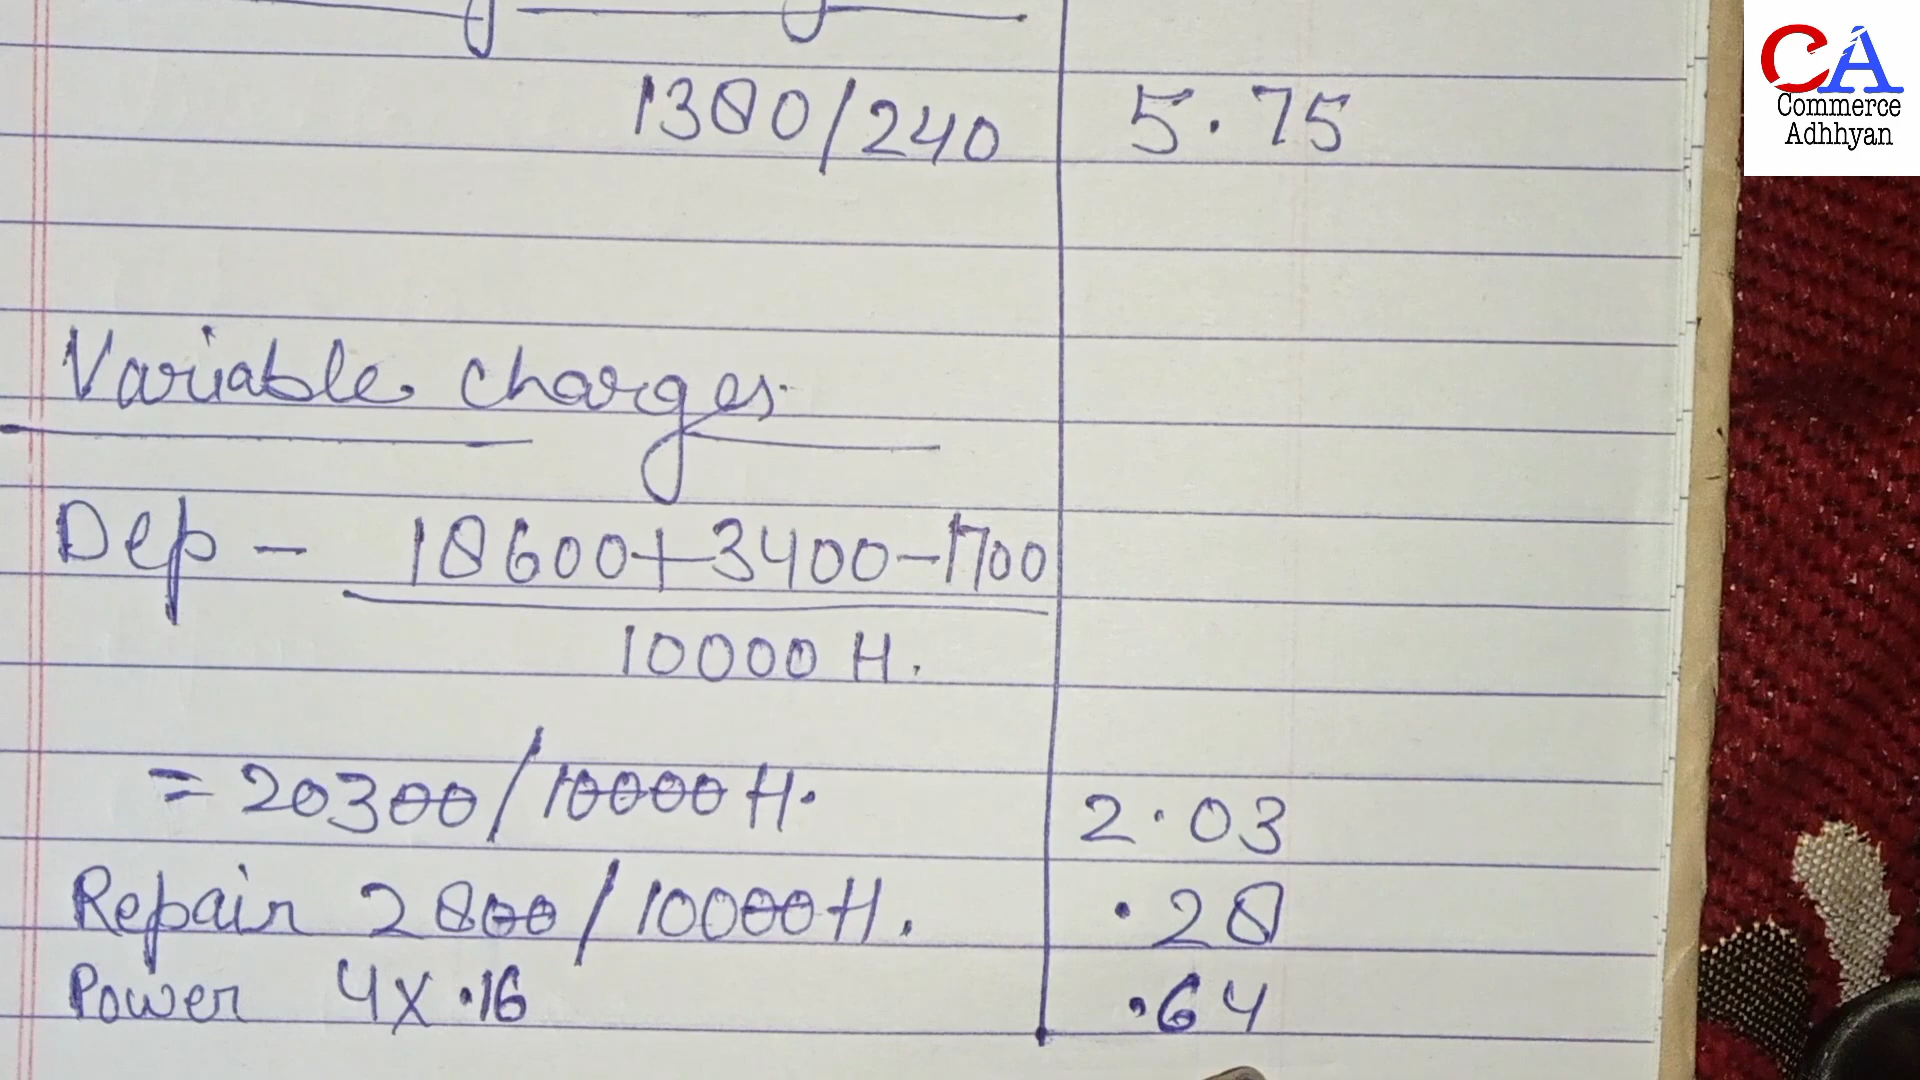 1380/240 5.75
Variable charges.
Dep - 18600+3400-1700
10000 H.
= 20300/10000 H. 2.03
Repair 2800/10000 H. .28
Power 4X.16 .64
CA
Commerce
Adhhyan